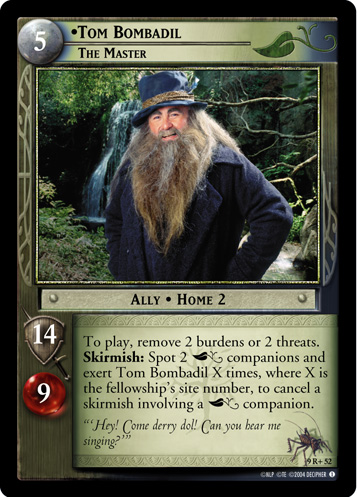 5
•Tom Bombadil
The Master
Ally • Home 2
14
9
To play, remove 2 burdens or 2 threats.
Skirmish: Spot 2 companions and
exert Tom Bombadil X times, where X is
the fellowship's site number, to cancel a
skirmish involving a companion.
"'Hey! Come derry dol! Can you hear me
singing?'"
9 R+ 52
©NLP ©TE ©2004 DECIPHER 1